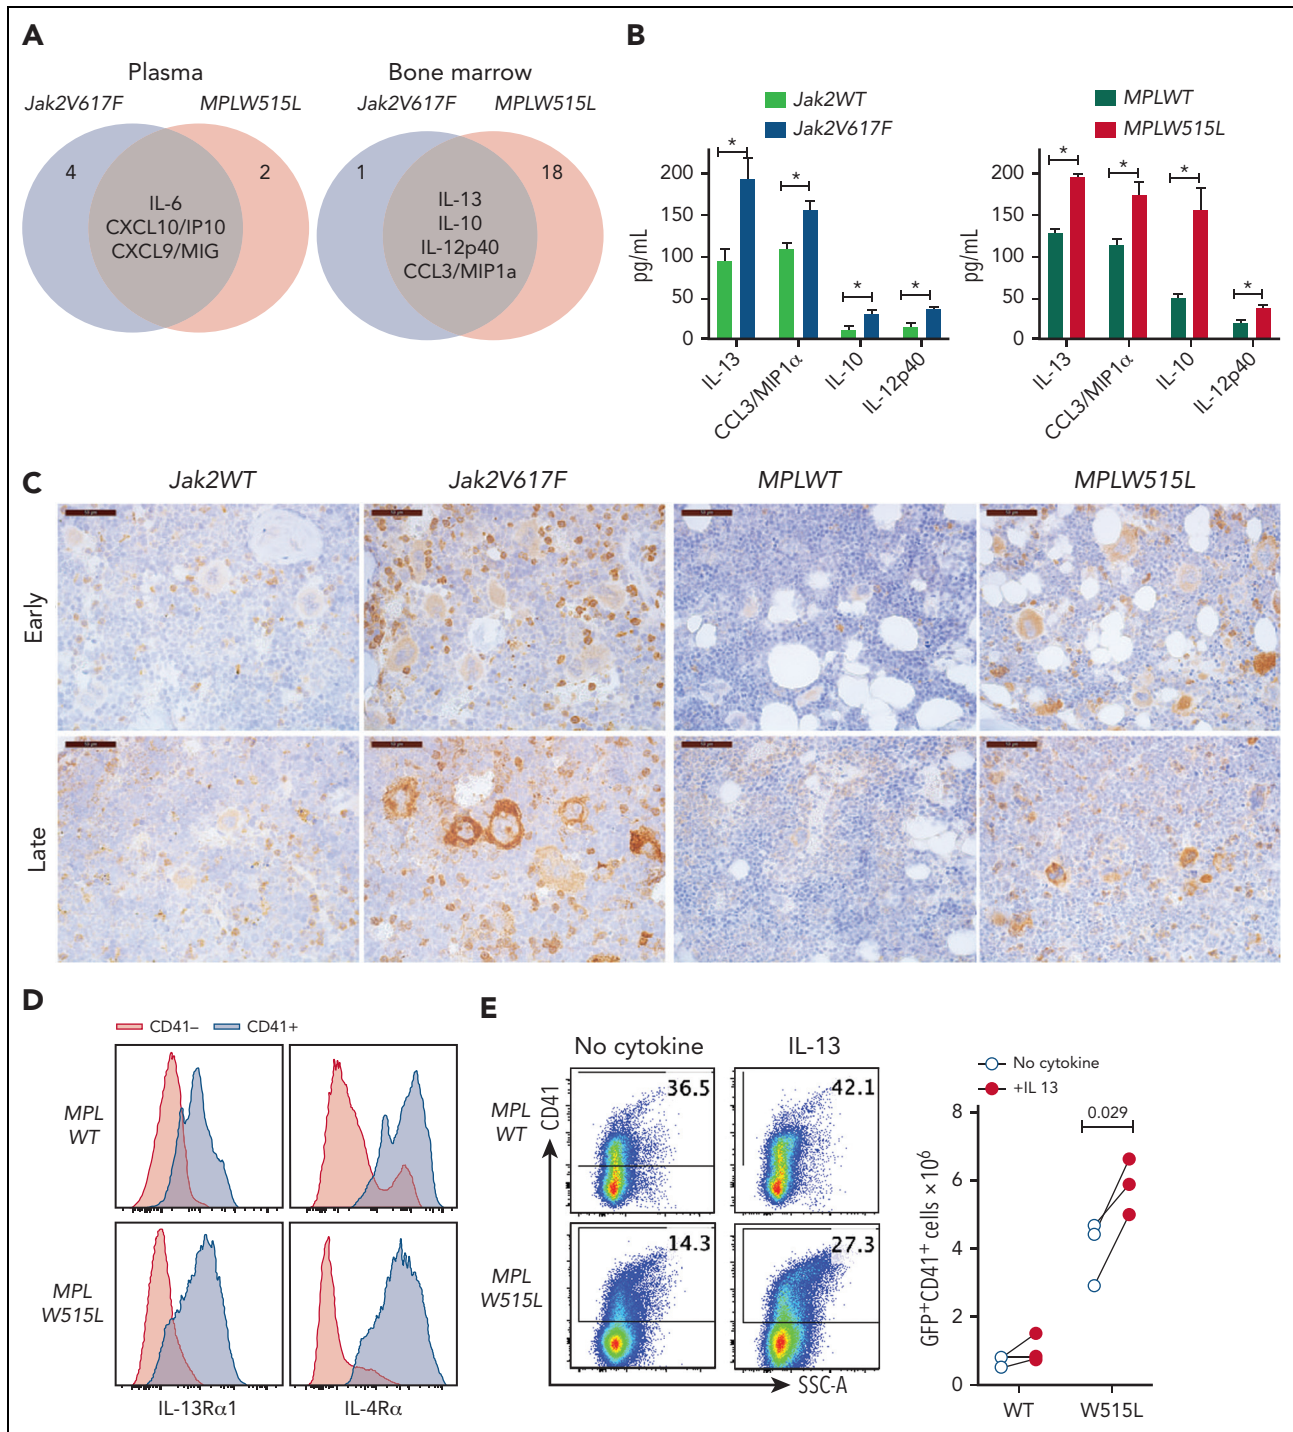 A
Plasma
Bone marrow
Jak2V617F
MPLW515L
Jak2V617F
MPLW515L
4
2
1
18
IL-6
CXCL10/IP10
CXCL9/MIG
IL-13
IL-10
IL-12p40
CCL3/MIP1a
B
Jak2WT
Jak2V617F
MPLWT
MPLW515L
pg/mL
200
150
100
50
0
* * * *
IL-13
CCL3/MIP1α
IL-10
IL-12p40
pg/mL
200
150
100
50
0
* * * *
IL-13
CCL3/MIP1α
IL-10
IL-12p40
C
Jak2WT
Jak2V617F
MPLWT
MPLW515L
Early
Late
D
CD41–
CD41+
MPL
WT
MPL
W515L
IL-13Rα1
IL-4Rα
E
No cytokine
IL-13
MPL
WT
MPL
W515L
CD41
36.5
42.1
14.3
27.3
SSC-A
No cytokine
+IL 13
GFP⁺CD41⁺ cells ×10⁶
8
6
4
2
0
0.029
WT
W515L